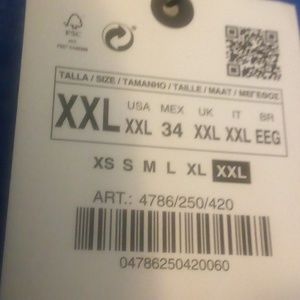 FSC
TALLA / SIZE / TAMANHO / TAILLE / MAAT / ΜΕΓΕΘΟΣ
XXL USA MEX UK IT BR
XXL 34 XXL XXL EEG
XS S M L XL XXL
ART.: 4786/250/420
04786250420060